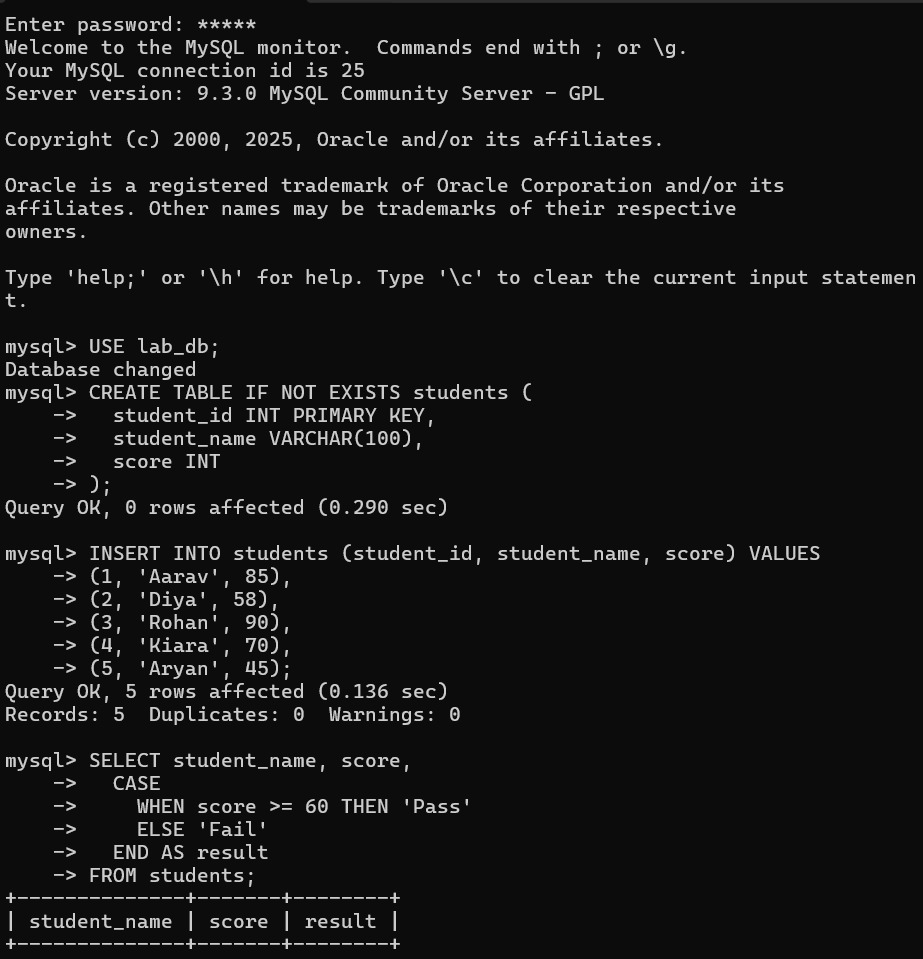 Enter password: *****
Welcome to the MySQL monitor.  Commands end with ; or \g.
Your MySQL connection id is 25
Server version: 9.3.0 MySQL Community Server - GPL

Copyright (c) 2000, 2025, Oracle and/or its affiliates.

Oracle is a registered trademark of Oracle Corporation and/or its
affiliates. Other names may be trademarks of their respective
owners.

Type 'help;' or '\h' for help. Type '\c' to clear the current input statemen
t.

mysql> USE lab_db;
Database changed
mysql> CREATE TABLE IF NOT EXISTS students (
    ->   student_id INT PRIMARY KEY,
    ->   student_name VARCHAR(100),
    ->   score INT
    -> );
Query OK, 0 rows affected (0.290 sec)

mysql> INSERT INTO students (student_id, student_name, score) VALUES
    -> (1, 'Aarav', 85),
    -> (2, 'Diya', 58),
    -> (3, 'Rohan', 90),
    -> (4, 'Kiara', 70),
    -> (5, 'Aryan', 45);
Query OK, 5 rows affected (0.136 sec)
Records: 5  Duplicates: 0  Warnings: 0

mysql> SELECT student_name, score,
    ->   CASE
    ->     WHEN score >= 60 THEN 'Pass'
    ->     ELSE 'Fail'
    ->   END AS result
    -> FROM students;
+--------------+-------+--------+
| student_name | score | result |
+--------------+-------+--------+